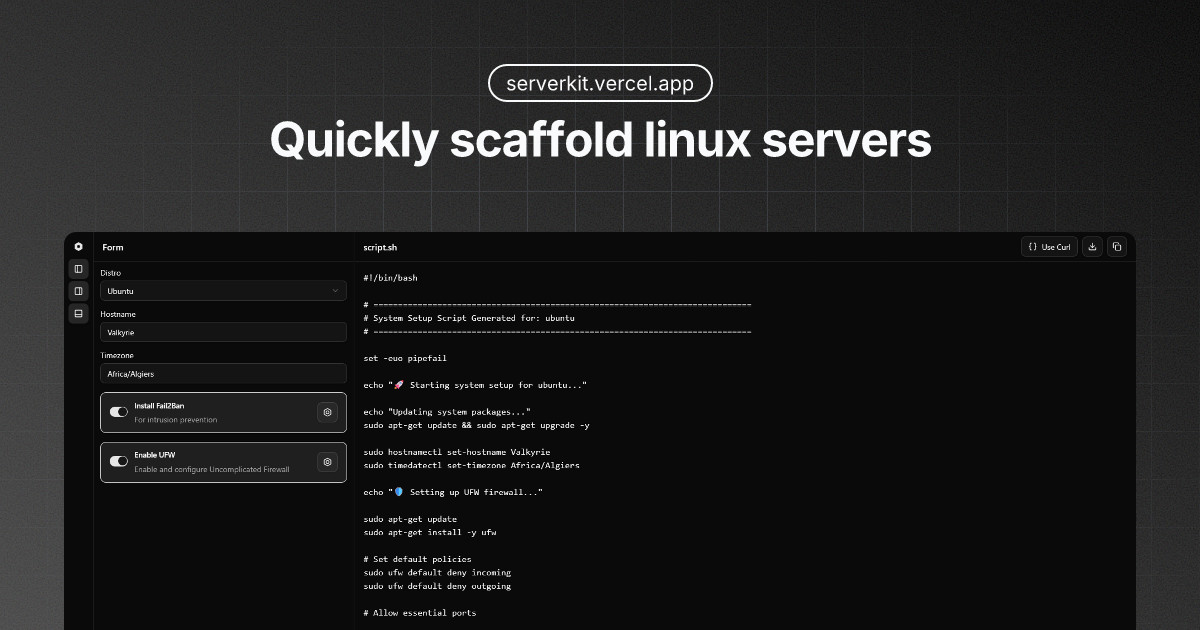 serverkit.vercel.app
Quickly scaffold linux servers
Form
Distro
Ubuntu
Hostname
Valkyrie
Timezone
Africa/Algiers
Install Fail2Ban
For intrusion prevention
Enable UFW
Enable and configure Uncomplicated Firewall
script.sh
{} Use Curl
#!/bin/bash
# ------------------------------------------------------------------------------
# System Setup Script Generated for: ubuntu
# ------------------------------------------------------------------------------
set -euo pipefail
echo "🚀 Starting system setup for ubuntu..."
echo "Updating system packages..."
sudo apt-get update && sudo apt-get upgrade -y
sudo hostnamectl set-hostname Valkyrie
sudo timedatectl set-timezone Africa/Algiers
echo "🛡️ Setting up UFW firewall..."
sudo apt-get update
sudo apt-get install -y ufw
# Set default policies
sudo ufw default deny incoming
sudo ufw default deny outgoing
# Allow essential ports